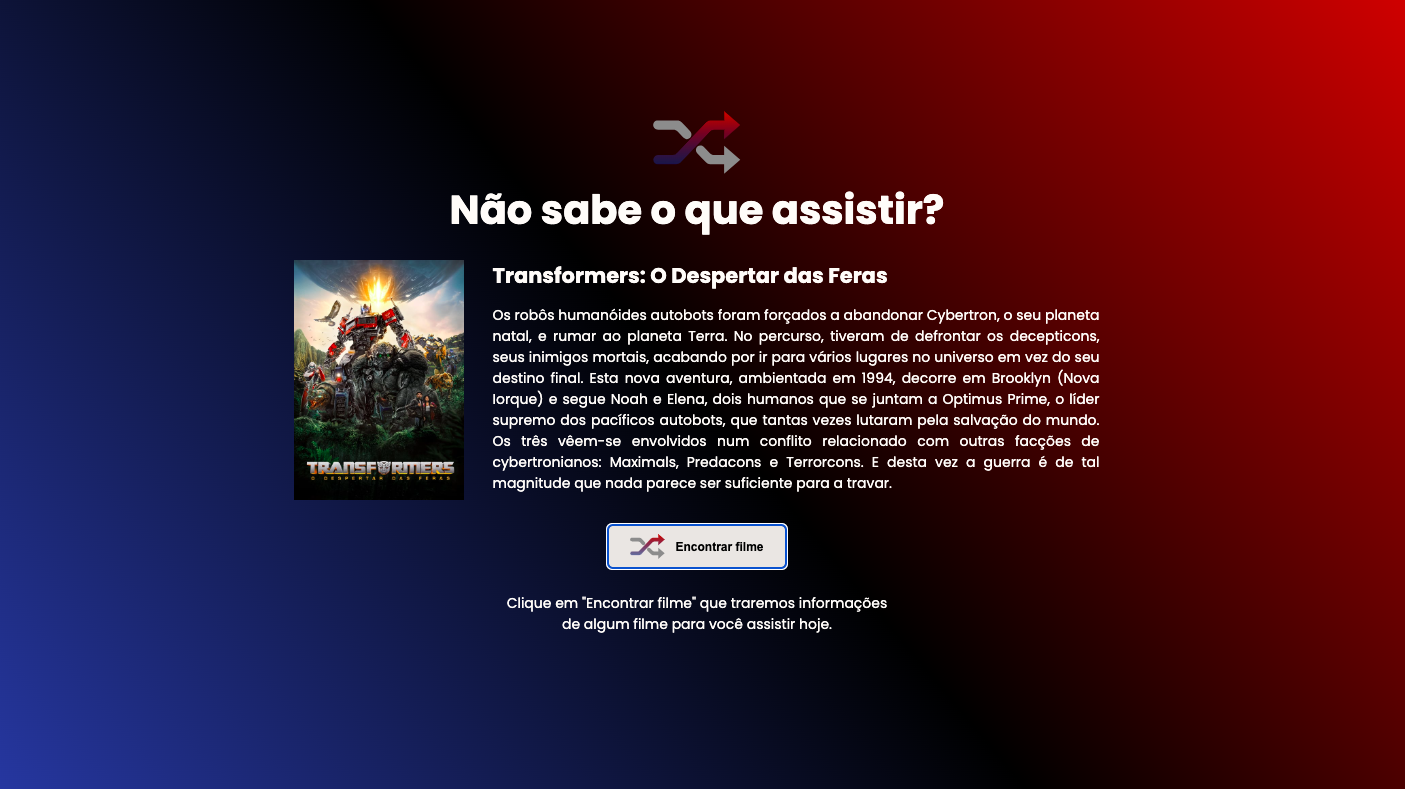 Não sabe o que assistir?
Transformers: O Despertar das Feras
Os robôs humanóides autobots foram forçados a abandonar Cybertron, o seu planeta
natal, e rumar ao planeta Terra. No percurso, tiveram de defrontar os decepticons,
seus inimigos mortais, acabando por ir para vários lugares no universo em vez do seu
destino final. Esta nova aventura, ambientada em 1994, decorre em Brooklyn (Nova
Iorque) e segue Noah e Elena, dois humanos que se juntam a Optimus Prime, o líder
supremo dos pacíficos autobots, que tantas vezes lutaram pela salvação do mundo.
Os três vêem-se envolvidos num conflito relacionado com outras facções de
cybertronianos: Maximals, Predacons e Terrorcons. E desta vez a guerra é de tal
magnitude que nada parece ser suficiente para a travar.
TRANSFORMERS
O DESPERTAR DAS FERAS
Encontrar filme
Clique em "Encontrar filme" que traremos informações
de algum filme para você assistir hoje.